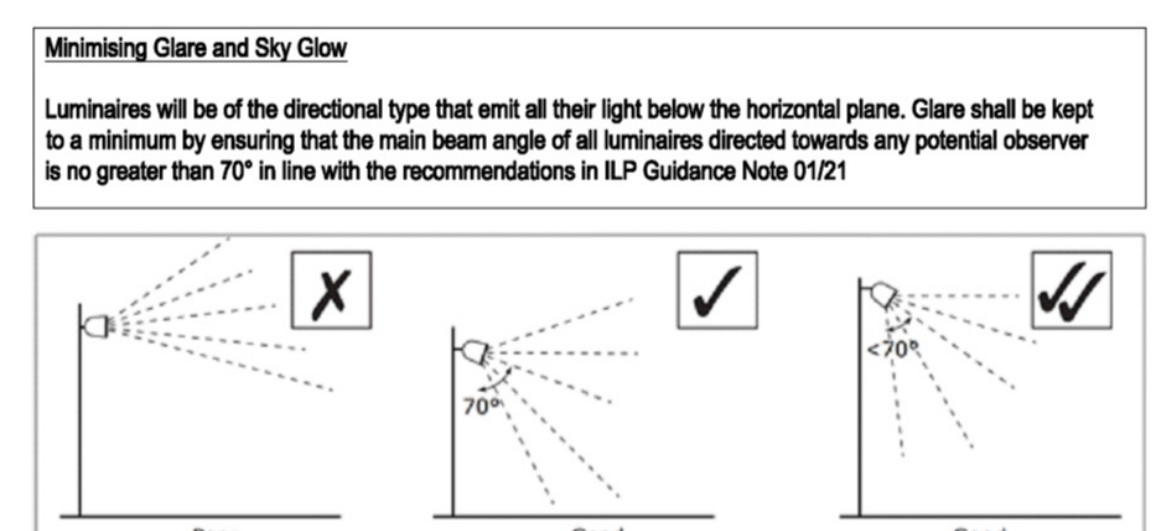 Minimising Glare and Sky Glow
Luminaires will be of the directional type that emit all their light below the horizontal plane. Glare shall be kept
to a minimum by ensuring that the main beam angle of all luminaires directed towards any potential observer
is no greater than 70° in line with the recommendations in ILP Guidance Note 01/21
70°
<70°